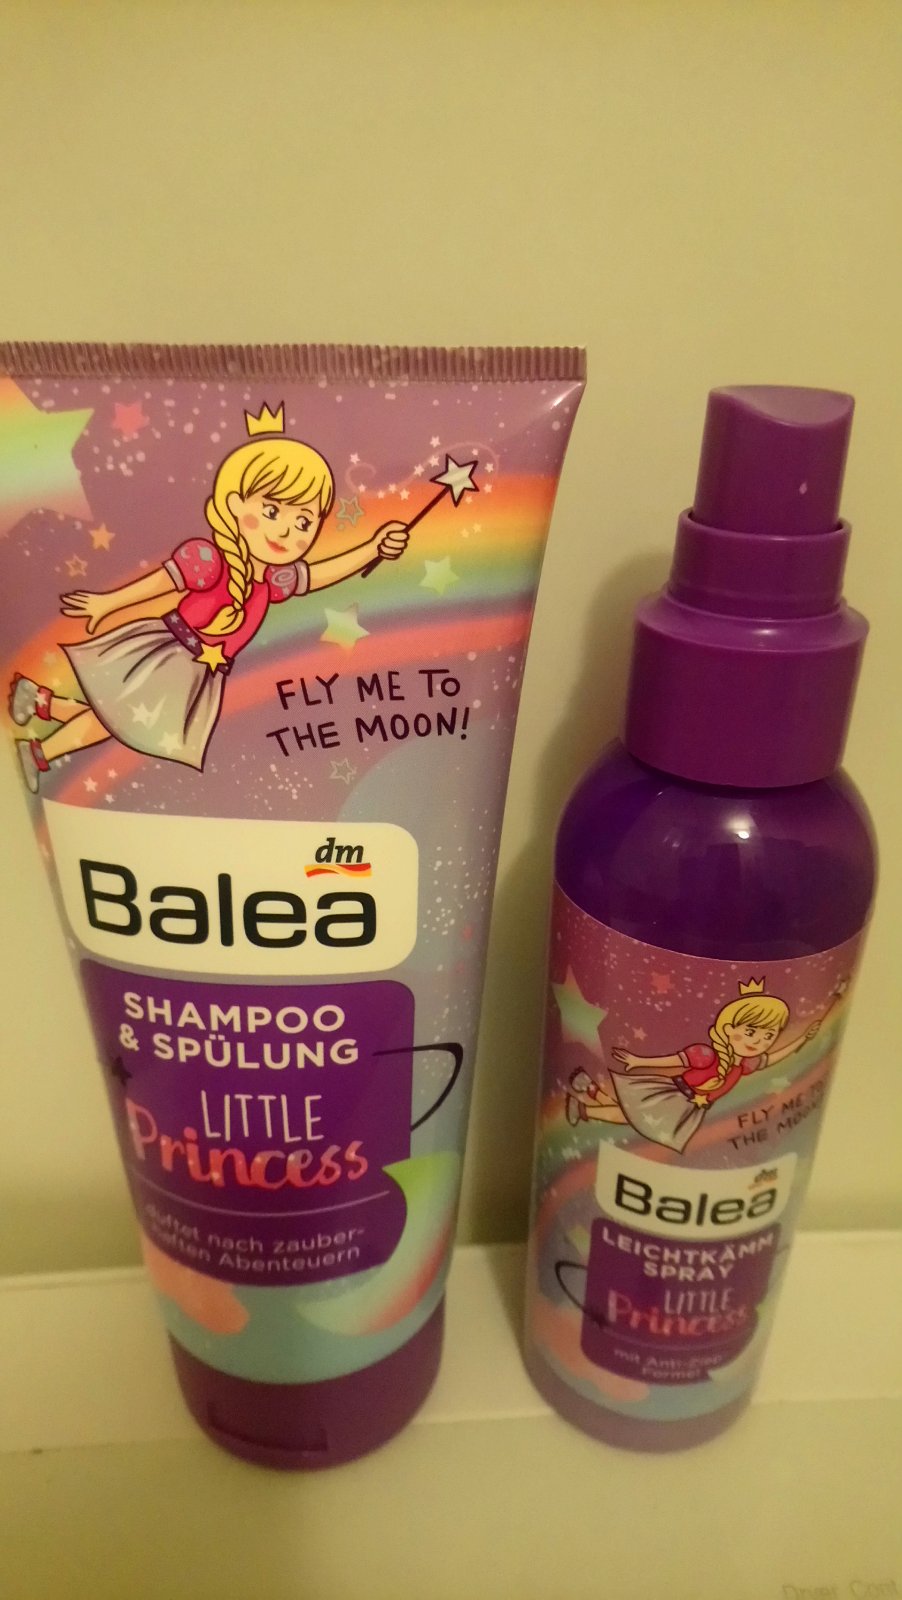 FLY ME TO
THE MOON!
dm
Balea
SHAMPOO
& SPÜLUNG
LITTLE
Princess
duftet nach zauber-
haften Abenteuern
FLY ME TO
THE MOON
dm
Balea
LEICHTKÄMM
SPRAY
LITTLE
Princess
mit Anti-Ziep-
Formel